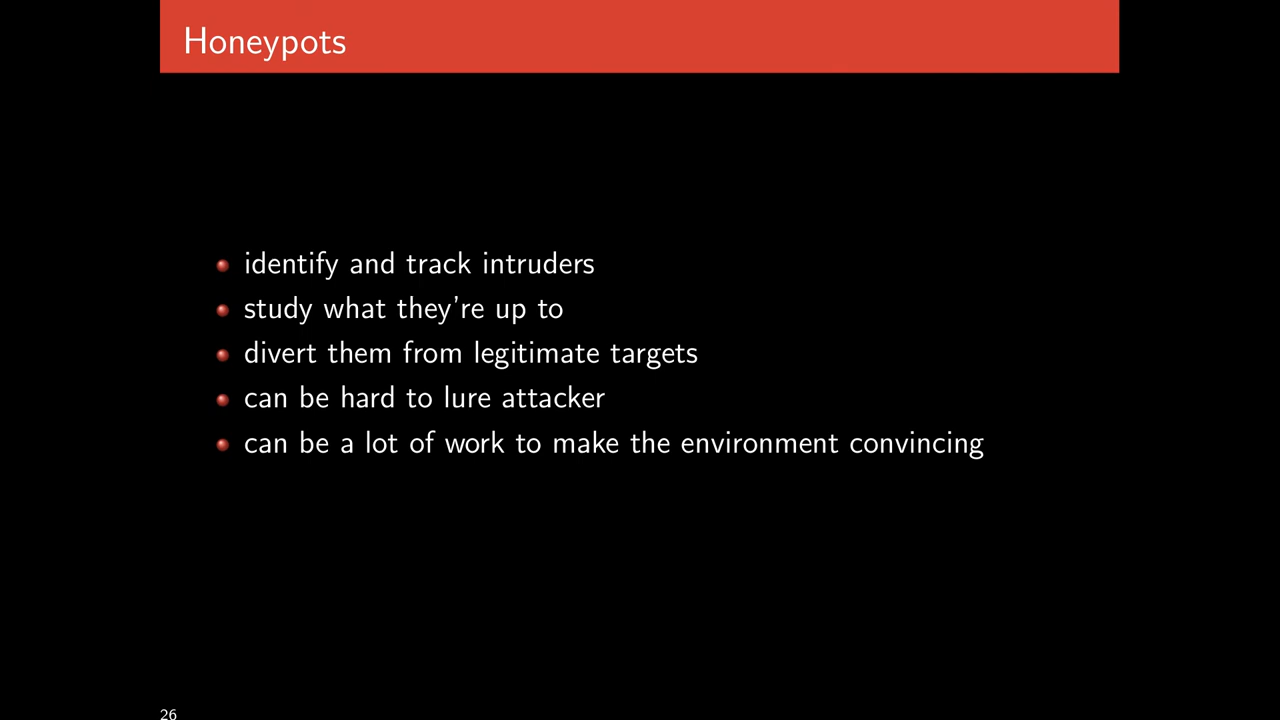 Honeypots
identify and track intruders
study what they're up to
divert them from legitimate targets
can be hard to lure attacker
can be a lot of work to make the environment convincing
26